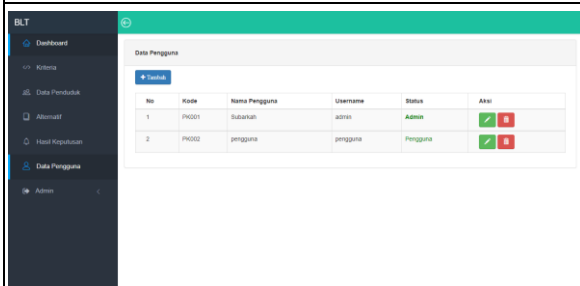 BLT
Dashboard
Kriteria
Data Penduduk
Alternatif
Hasil Keputusan
Data Pengguna
Admin
Data Pengguna
+ Tambah
No Kode Nama Pengguna Username Status Aksi
1 PK001 Subarkah admin Admin
2 PK002 pengguna pengguna Pengguna